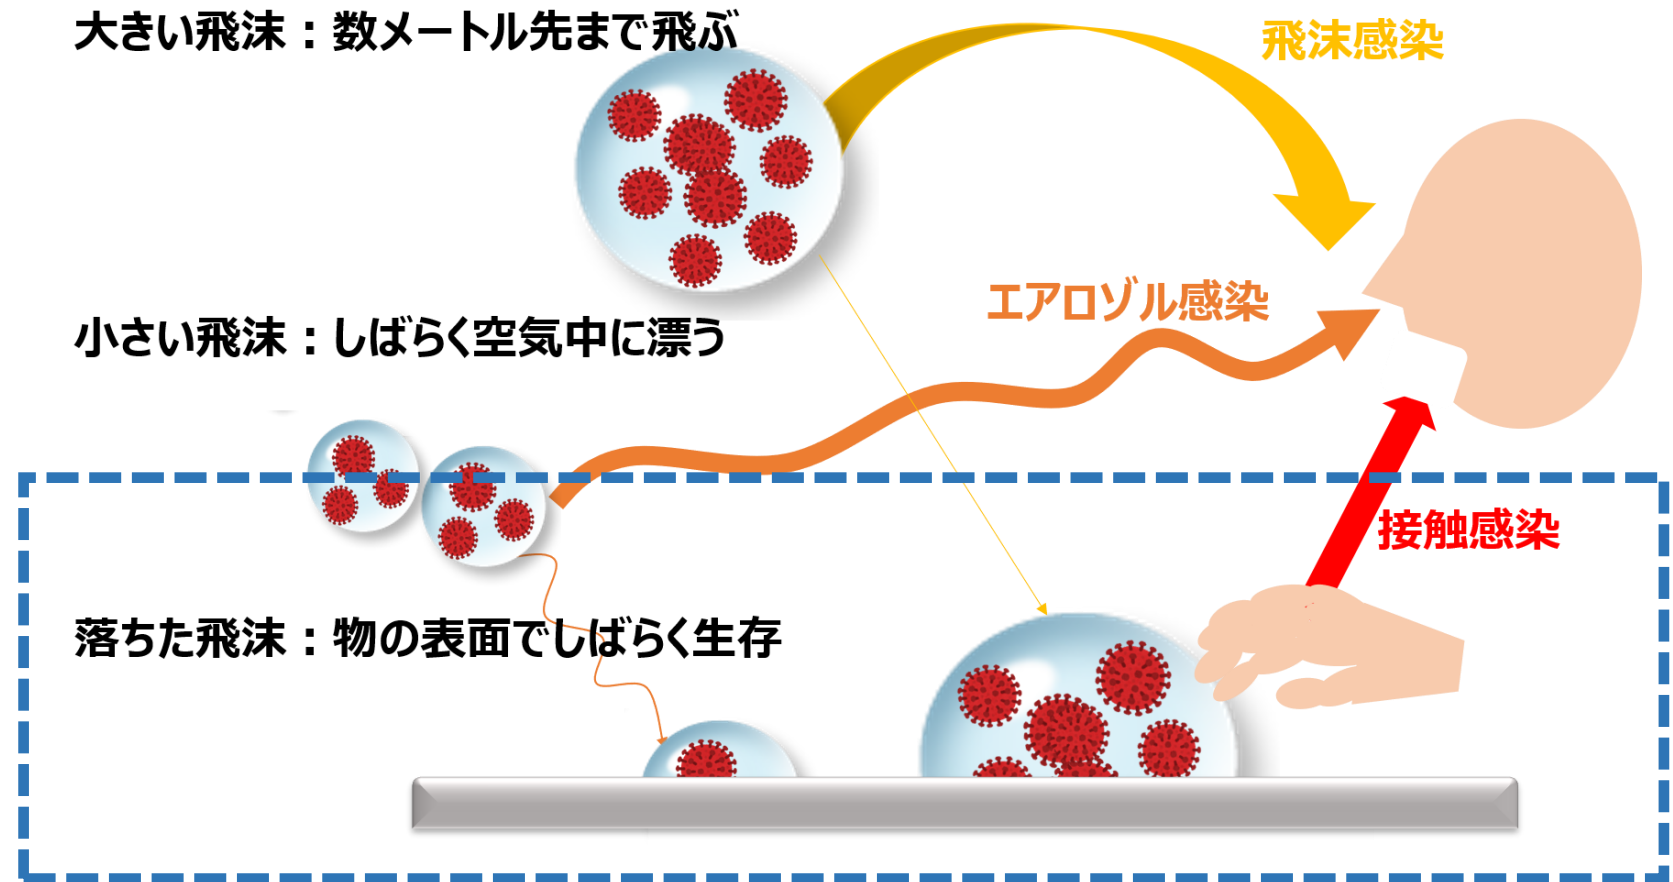 大きい飛沫：数メートル先まで飛ぶ
飛沫感染
エアロゾル感染
小さい飛沫：しばらく空気中に漂う
接触感染
落ちた飛沫：物の表面でしばらく生存